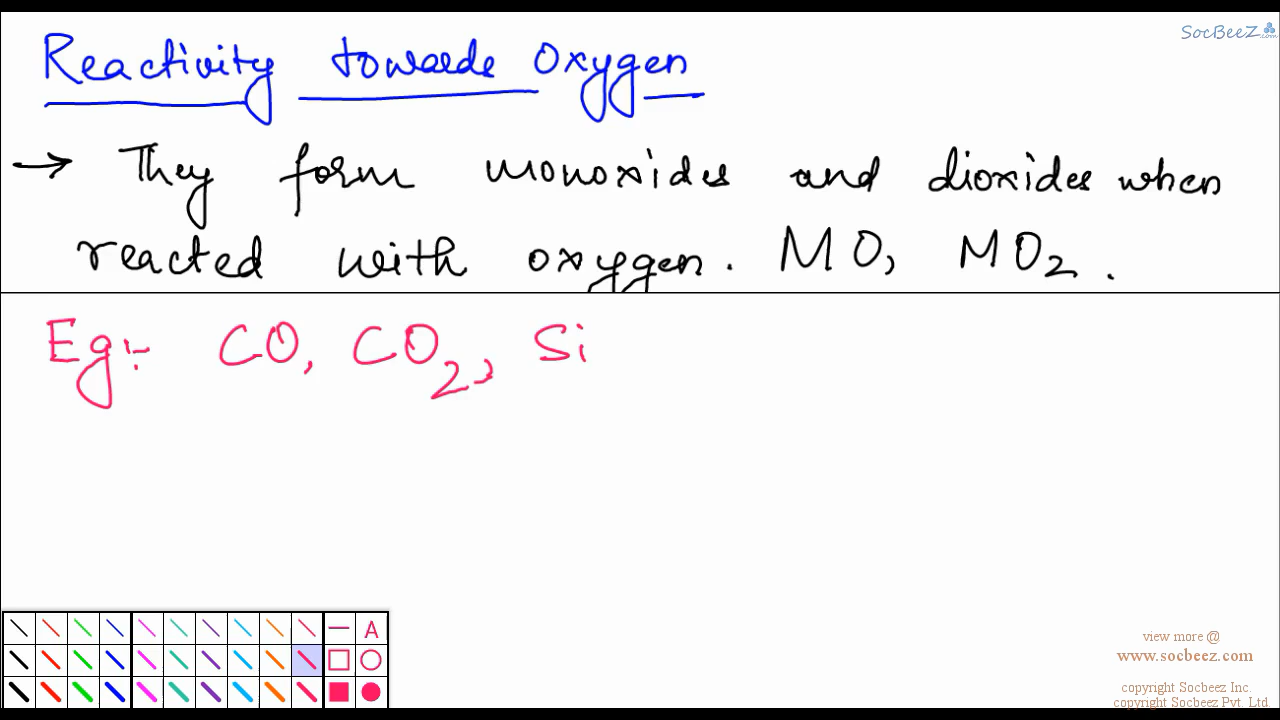 SocBeeZ.com
Reactivity towards Oxygen
→ They form monoxides and dioxides when
reacted with oxygen. MO, MO₂.
Eg:- CO, CO₂, Si
A
view more @
www.socbeez.com
copyright Socbeez Inc.
copyright Socbeez Pvt. Ltd.